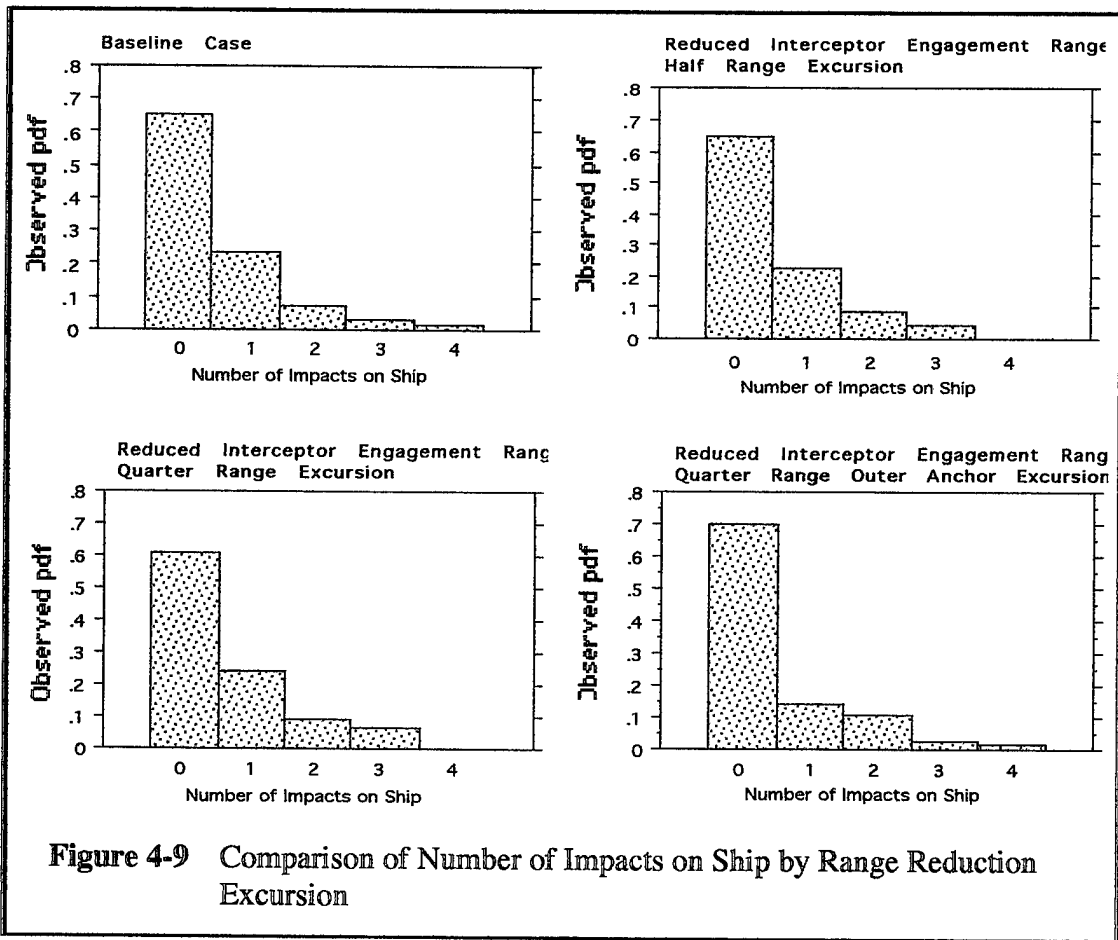 Baseline Case
.8
.7
.6
.5
.4
.3
.2
.1
0
Observed pdf
0 1 2 3 4
Number of Impacts on Ship
Reduced Interceptor Engagement Range
Half Range Excursion
.8
.7
.6
.5
.4
.3
.2
.1
0
Observed pdf
0 1 2 3 4
Number of Impacts on Ship
Reduced Interceptor Engagement Rang
Quarter Range Excursion
.8
.7
.6
.5
.4
.3
.2
.1
0
Observed pdf
0 1 2 3 4
Number of Impacts on Ship
Reduced Interceptor Engagement Rang
Quarter Range Outer Anchor Excursion
.8
.7
.6
.5
.4
.3
.2
.1
0
Observed pdf
0 1 2 3 4
Number of Impacts on Ship
Figure 4-9 Comparison of Number of Impacts on Ship by Range Reduction
Excursion